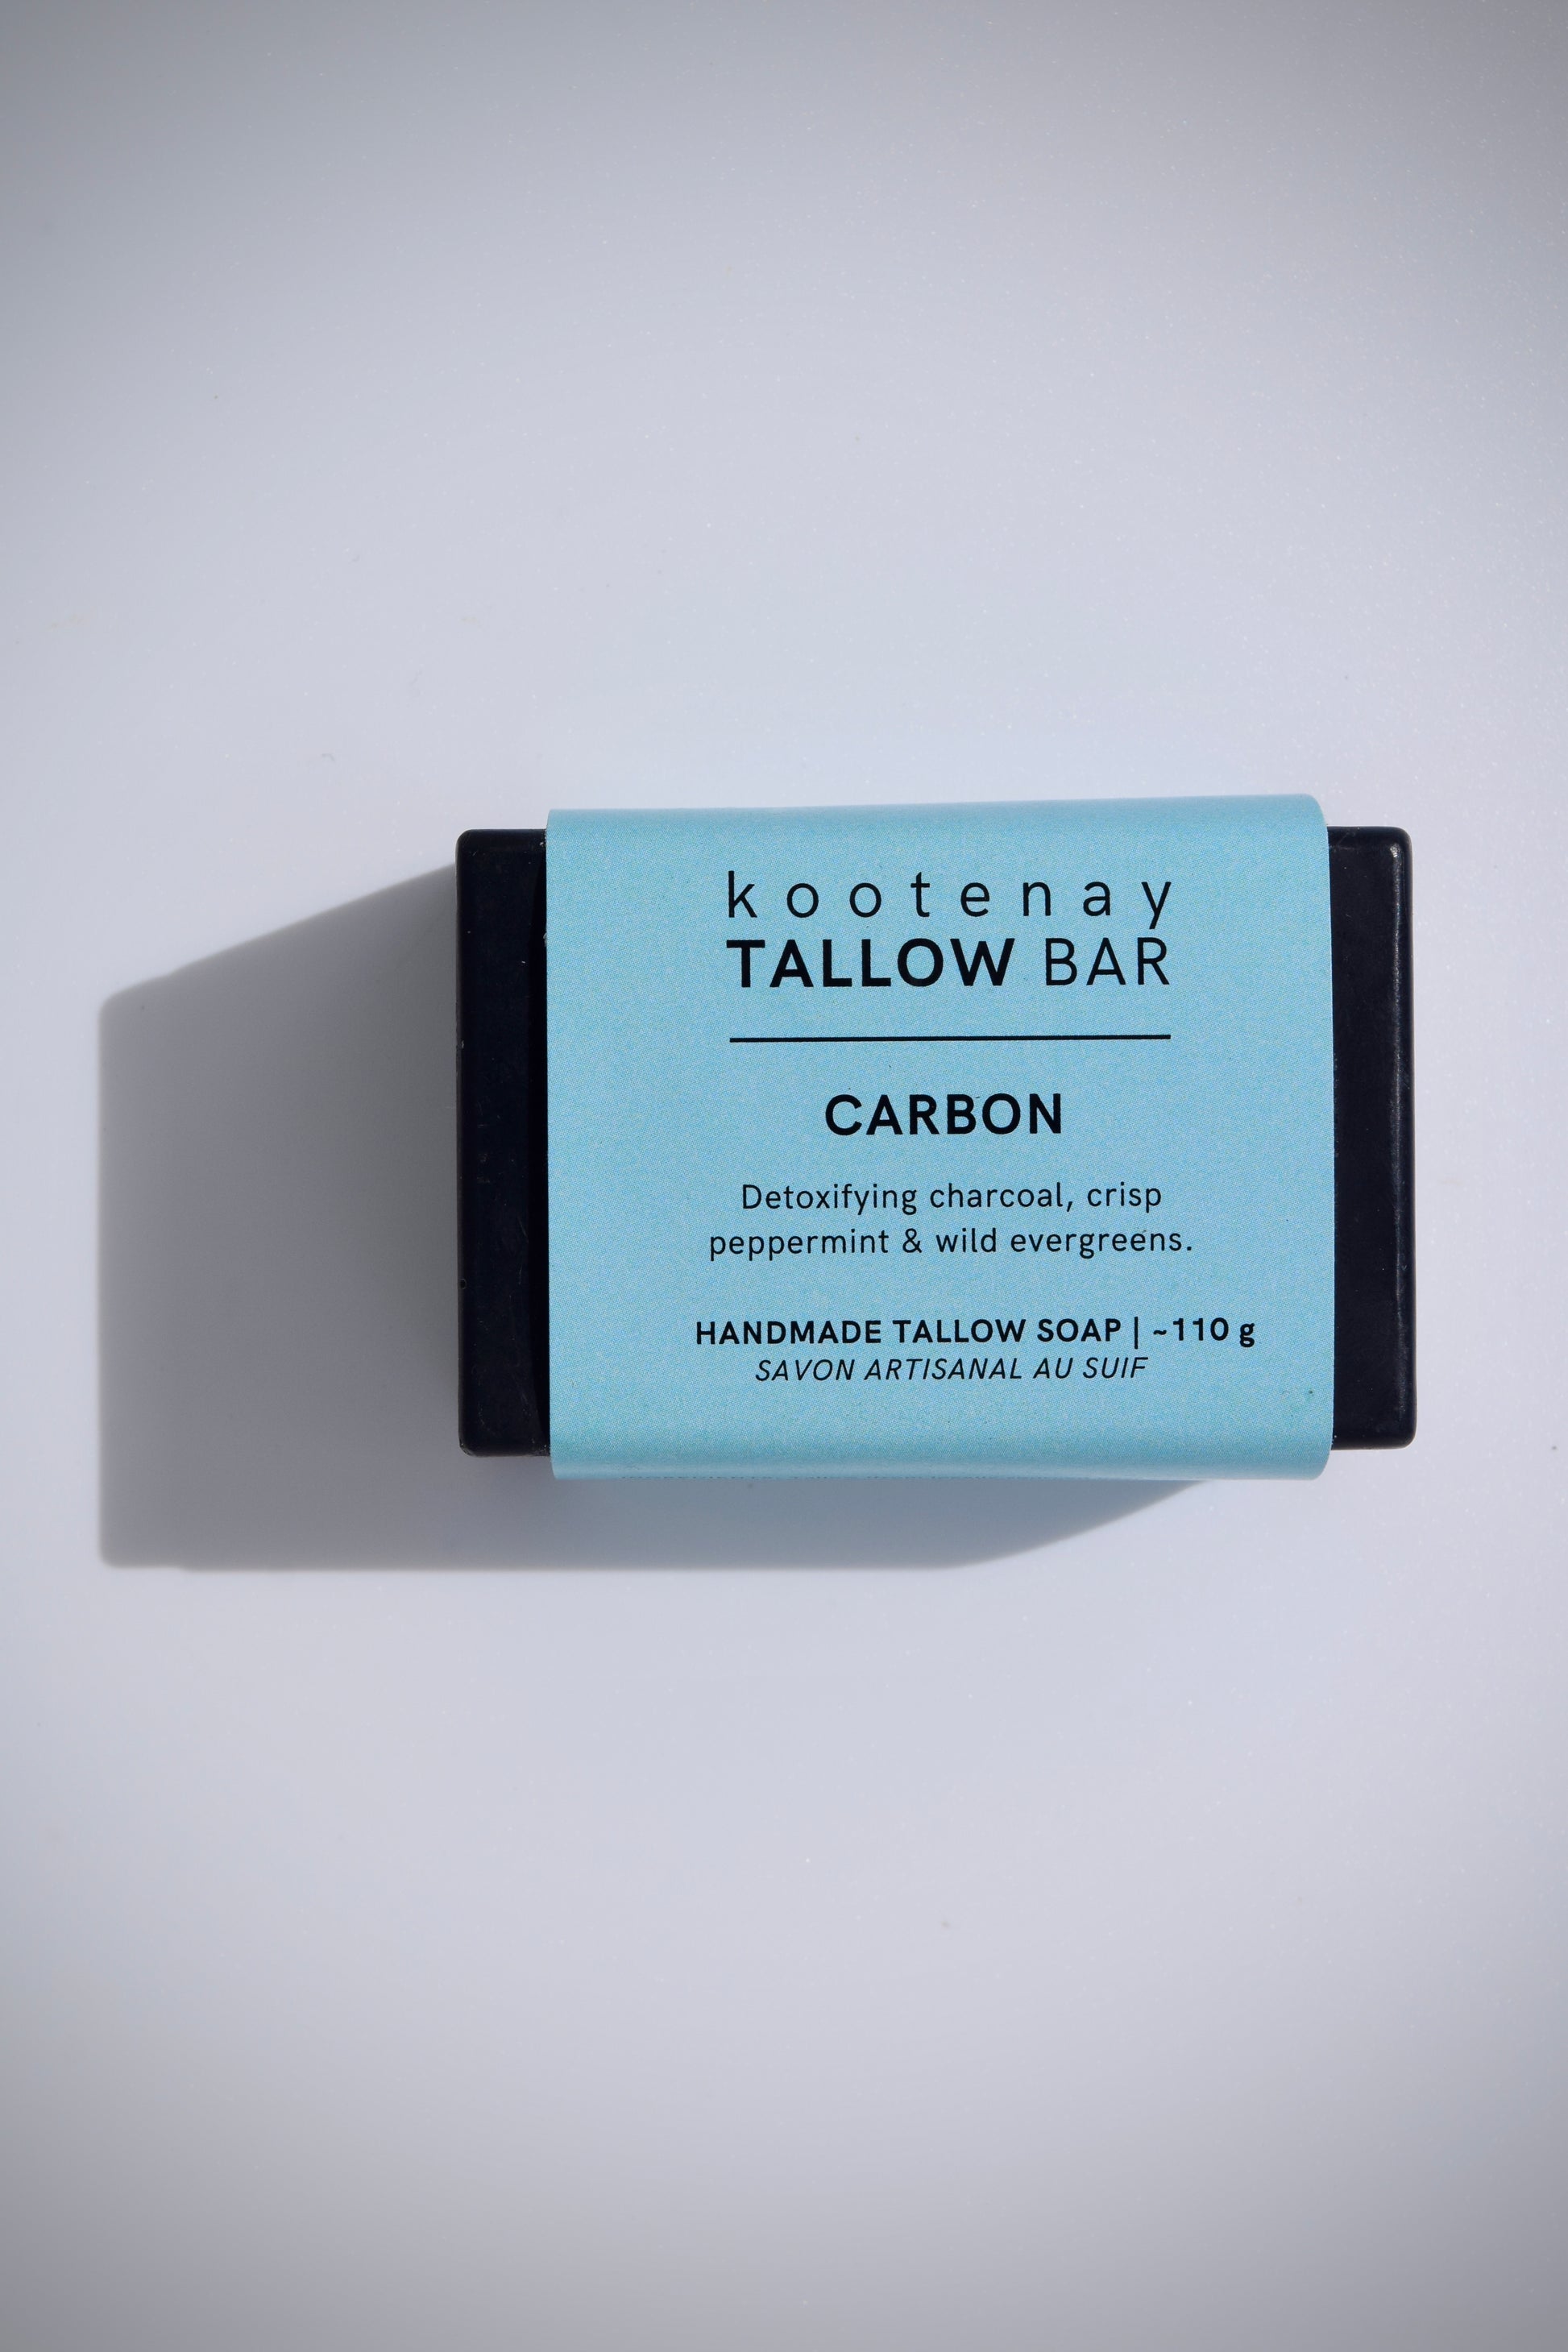 kootenay
TALLOW BAR
CARBON
Detoxifying charcoal, crisp
peppermint & wild evergreens.
HANDMADE TALLOW SOAP | ~110 g
SAVON ARTISANAL AU SUIF